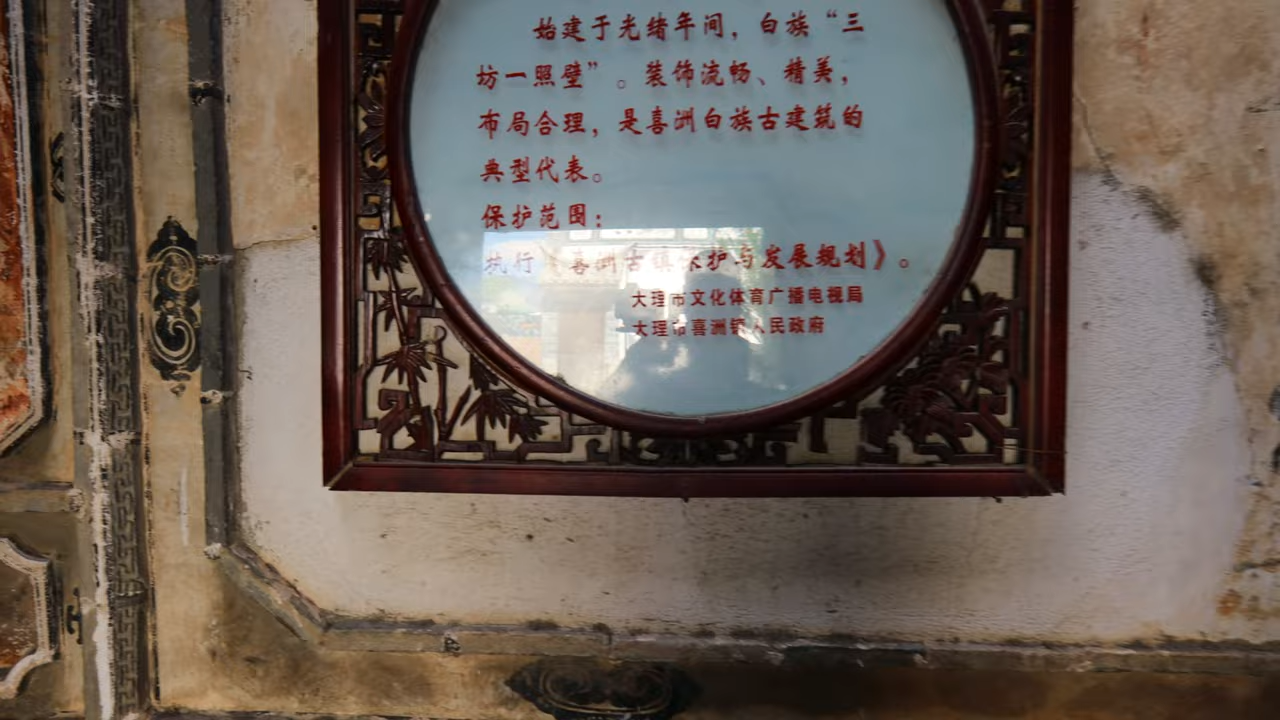 始建于光绪年间，白族“三
坊一照壁”。装饰流畅、精美，
布局合理，是喜洲白族古建筑的
典型代表。
保护范围：
执行《喜洲古镇保护与发展规划》。
大理市文化体育广播电视局
大理市喜洲镇人民政府